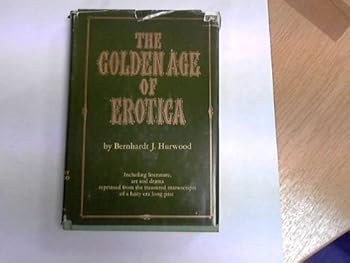 THE
GOLDEN AGE
OF
EROTICA
by Bernhardt J. Hurwood
Including literature,
art and drama
reprinted from the treasured manuscripts
of a lusty era long past